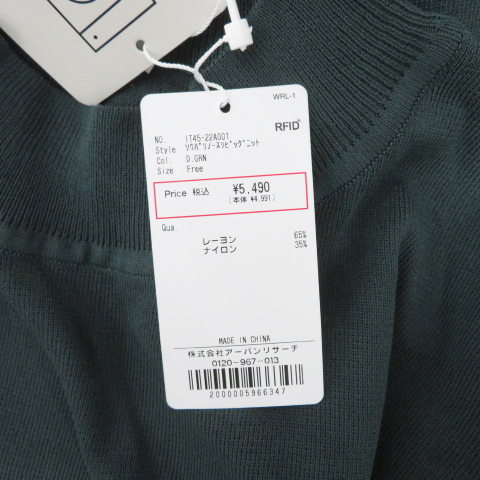 WRL-1
RFID
NO. IT45-22A001
Style ソウバリノースリビッグニット
Col. D.GRN
Size Free
Price 税込 ¥5,490
(本体 ¥4,991)
Qua.
レーヨン 65%
ナイロン 35%
MADE IN CHINA
株式会社アーバンリサーチ
0120-967-013
2000005966347